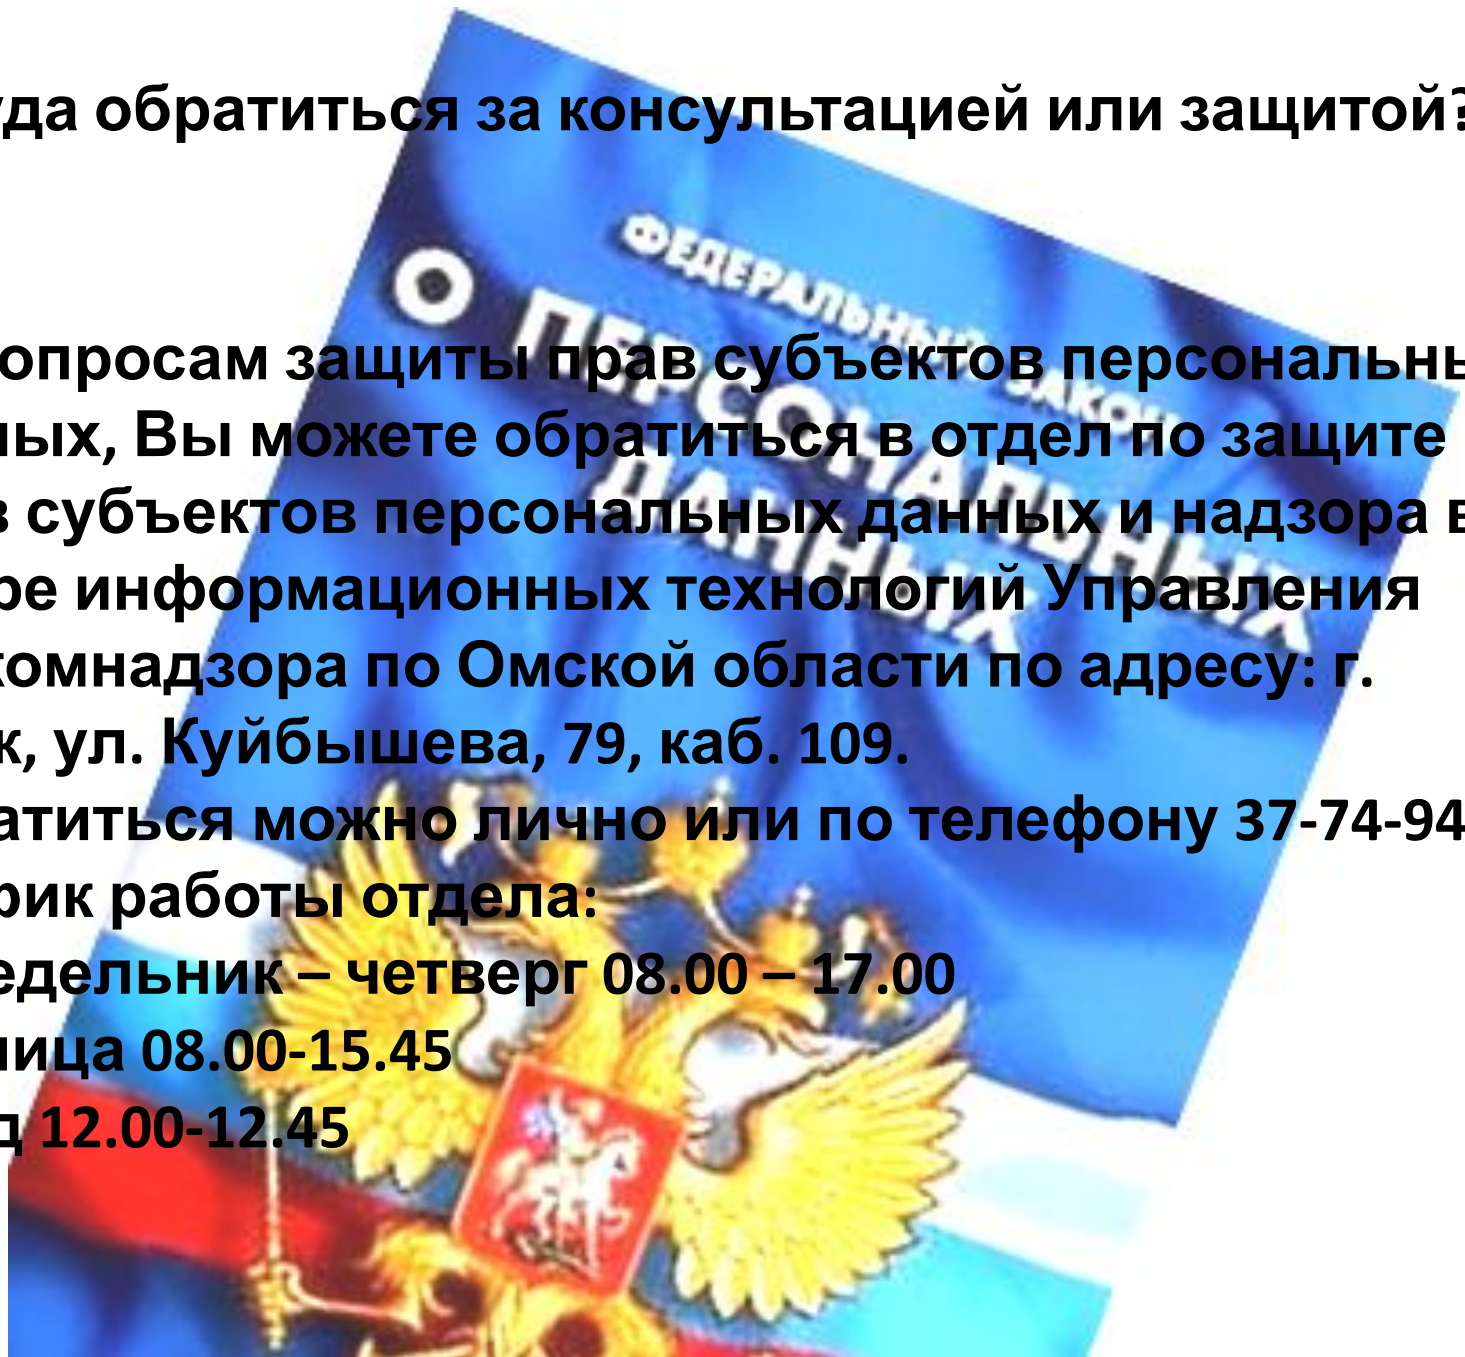 уда обратиться за консультацией или защитой?
ФЕДЕРАЛЬНЫЙ ЗАКОН
О ПЕРСОНАЛЬНЫХ
ДАННЫХ
опросам защиты прав субъектов персональны
ных, Вы можете обратиться в отдел по защите
в субъектов персональных данных и надзора в
ре информационных технологий Управления
комнадзора по Омской области по адресу: г.
к, ул. Куйбышева, 79, каб. 109.
атиться можно лично или по телефону 37-74-94
рик работы отдела:
едельник – четверг 08.00 – 17.00
ница 08.00-15.45
д 12.00-12.45